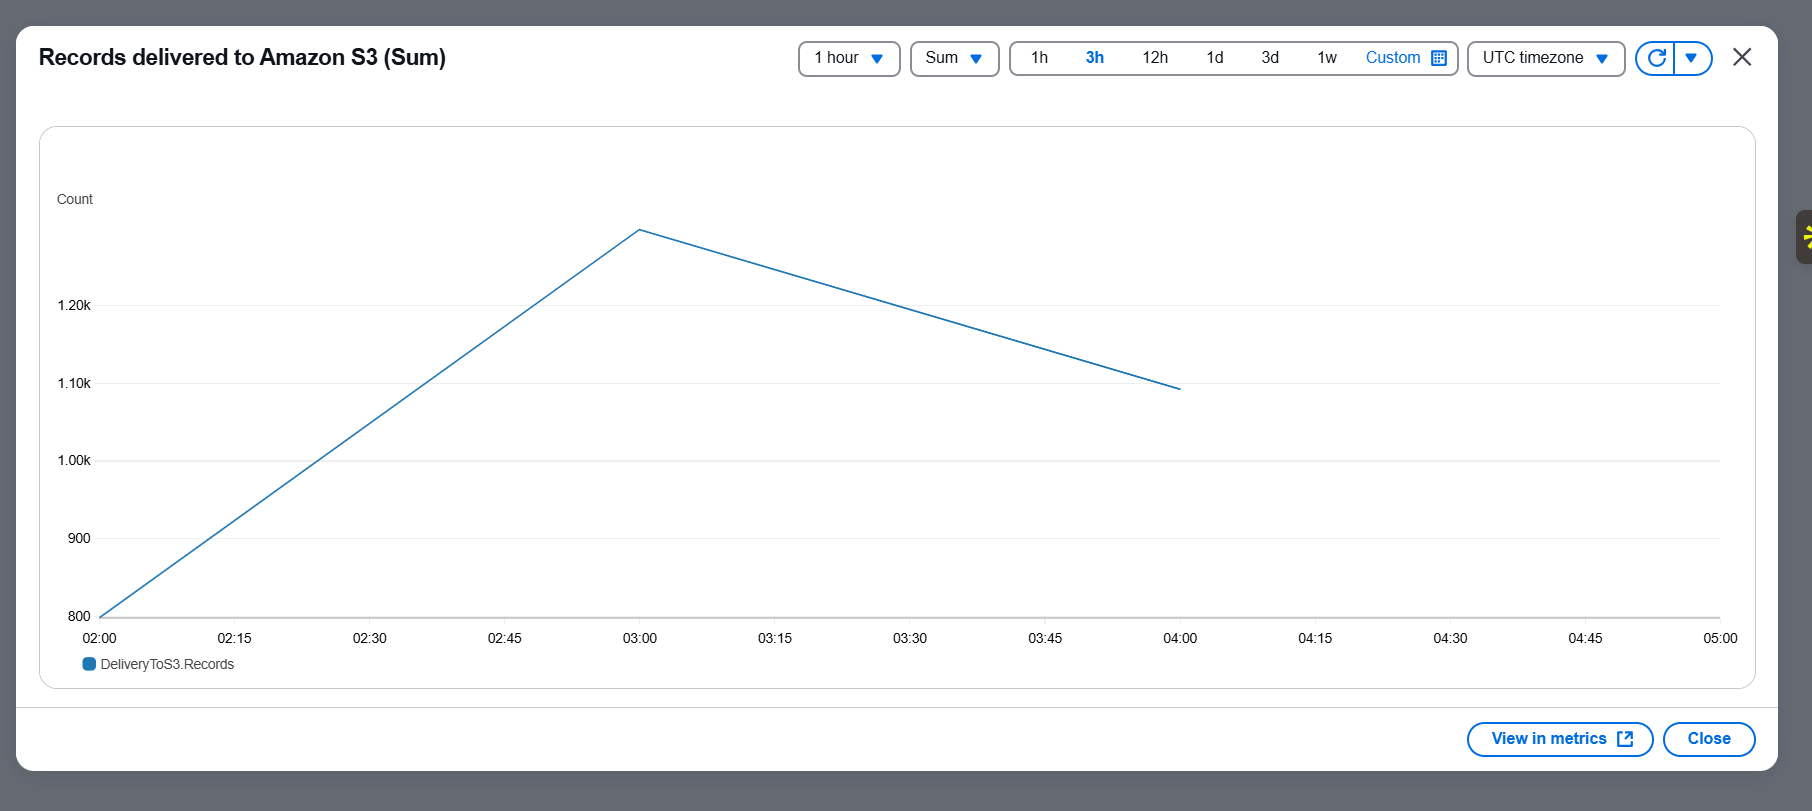 Records delivered to Amazon S3 (Sum)
1 hour Sum 1h 3h 12h 1d 3d 1w Custom UTC timezone
Count
1.20k
1.10k
1.00k
900
800
02:00 02:15 02:30 02:45 03:00 03:15 03:30 03:45 04:00 04:15 04:30 04:45 05:00
DeliveryToS3.Records
View in metrics Close